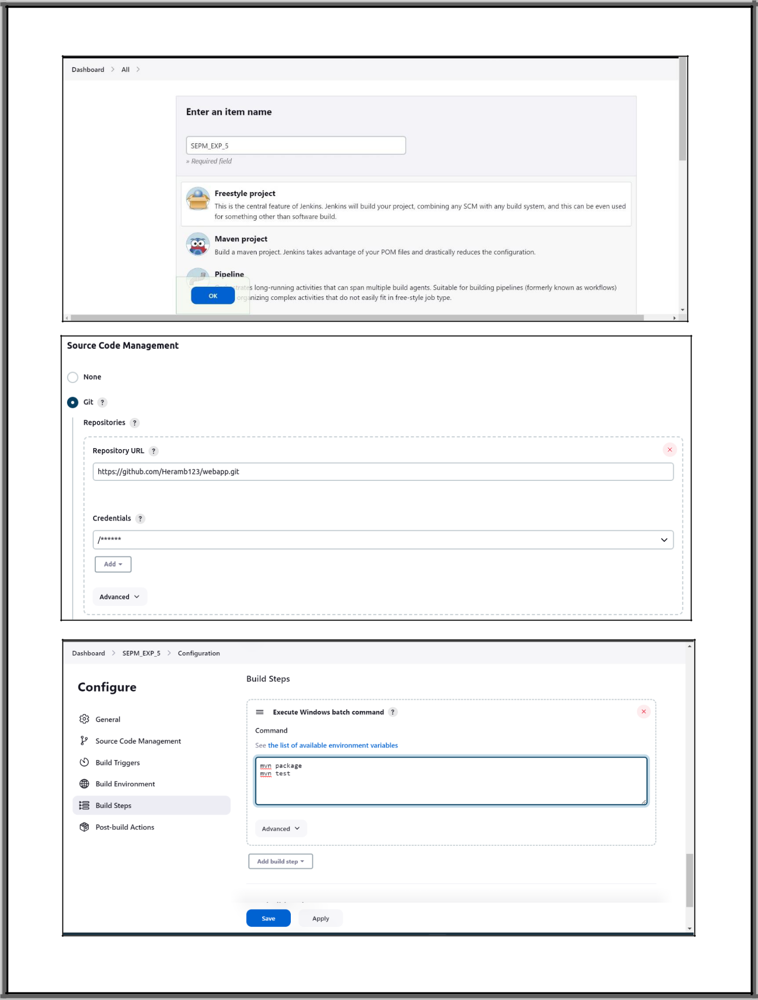 Dashboard > All >
Enter an item name
SEPM_EXP_5
» Required field
Freestyle project
This is the central feature of Jenkins. Jenkins will build your project, combining any SCM with any build system, and this can be even used
for something other than software build.
Maven project
Build a maven project. Jenkins takes advantage of your POM files and drastically reduces the configuration.
Pipeline
long-running activities that can span multiple build agents. Suitable for building pipelines (formerly known as workflows)
OK
organizing complex activities that do not easily fit in free-style job type.
Source Code Management
None
Git ?
Repositories ?
Repository URL ?
https://github.com/Heramb123/webapp.git
Credentials ?
/******
Add
Advanced
Dashboard > SEPM_EXP_5 > Configuration
Configure
General
Source Code Management
Build Triggers
Build Environment
Build Steps
Post-build Actions
Build Steps
Execute Windows batch command ?
Command
See the list of available environment variables
mvn package
mvn test
Advanced
Add build step
Save
Apply